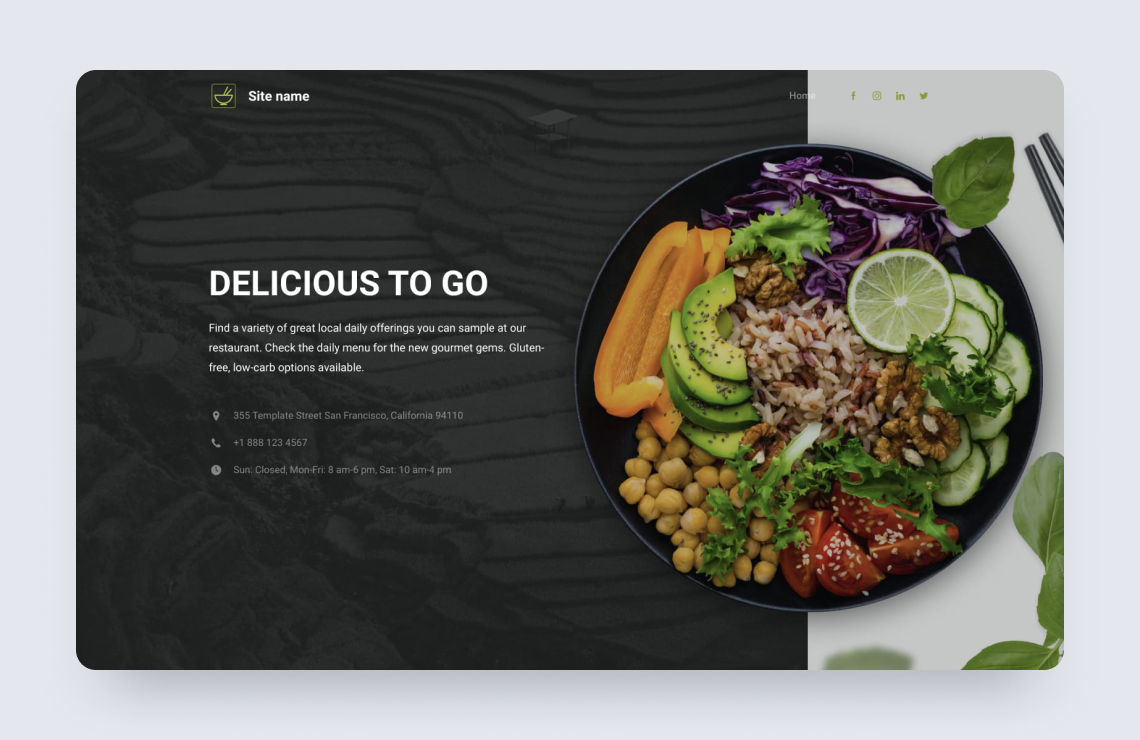 Site name
Home
DELICIOUS TO GO
Find a variety of great local daily offerings you can sample at our
restaurant. Check the daily menu for the new gourmet gems. Gluten-
free, low-carb options available.
355 Template Street San Francisco, California 94110
+1 888 123 4567
Sun: Closed, Mon-Fri: 8 am-6 pm, Sat: 10 am-4 pm